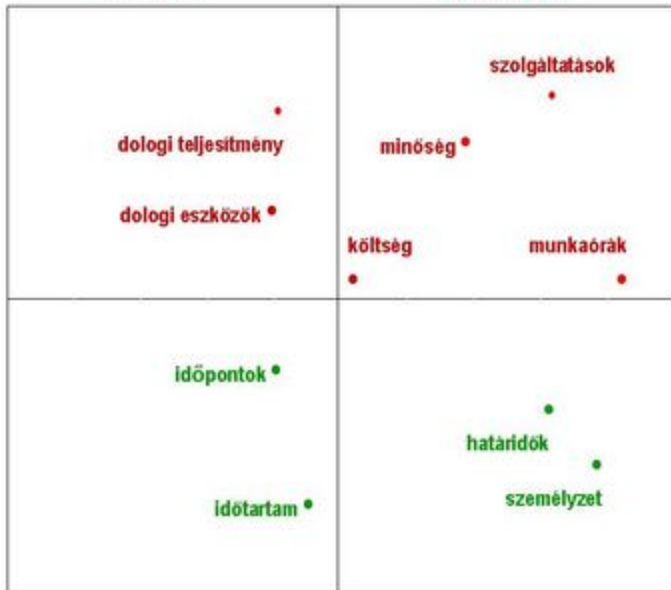 szolgáltatások
dologi teljesítmény
minőség
dologi eszközök
költség
munkaórák
időpontok
határidők
személyzet
időtartam